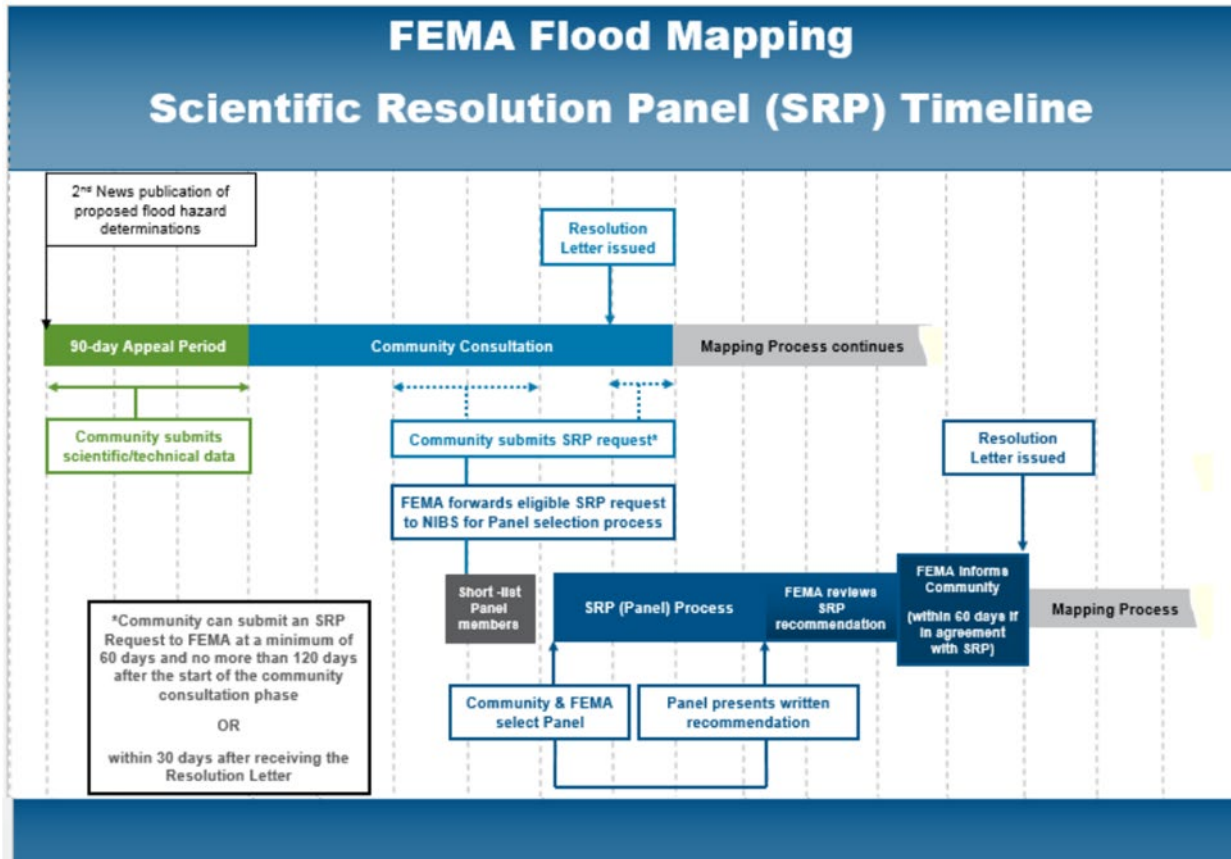 FEMA Flood Mapping
Scientific Resolution Panel (SRP) Timeline
2nd News publication of
proposed flood hazard
determinations
Resolution
Letter issued
90-day Appeal Period
Community Consultation
Mapping Process continues
Community submits
scientific/technical data
Community submits SRP request*
Resolution
Letter issued
FEMA forwards eligible SRP request
to NIBS for Panel selection process
Short -list
Panel
members
SRP (Panel) Process
FEMA reviews
SRP
recommendation
FEMA Informs
Community
(within 60 days if
in agreement
with SRP)
Mapping Process
*Community can submit an SRP
Request to FEMA at a minimum of
60 days and no more than 120 days
after the start of the community
consultation phase
OR
within 30 days after receiving the
Resolution Letter
Community & FEMA
select Panel
Panel presents written
recommendation